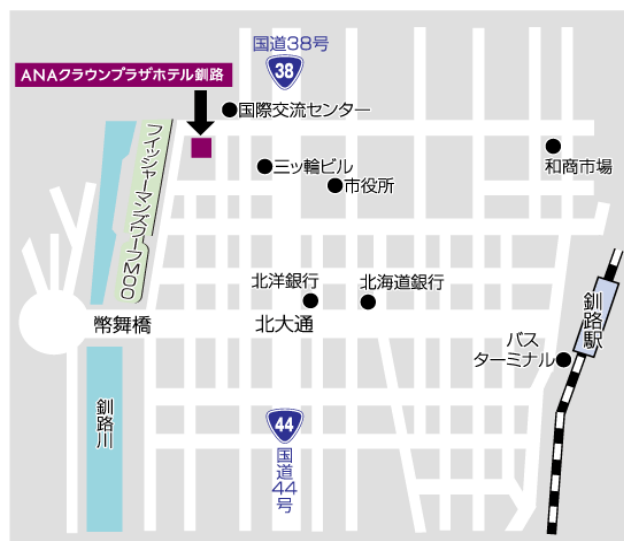 国道38号
38
ANAクラウンプラザホテル釧路
国際交流センター
フィッシャーマンズワーフMOO
三ッ輪ビル
和商市場
市役所
北洋銀行
北海道銀行
釧路駅
幣舞橋
北大通
バス
ターミナル
釧路川
44
国道44号